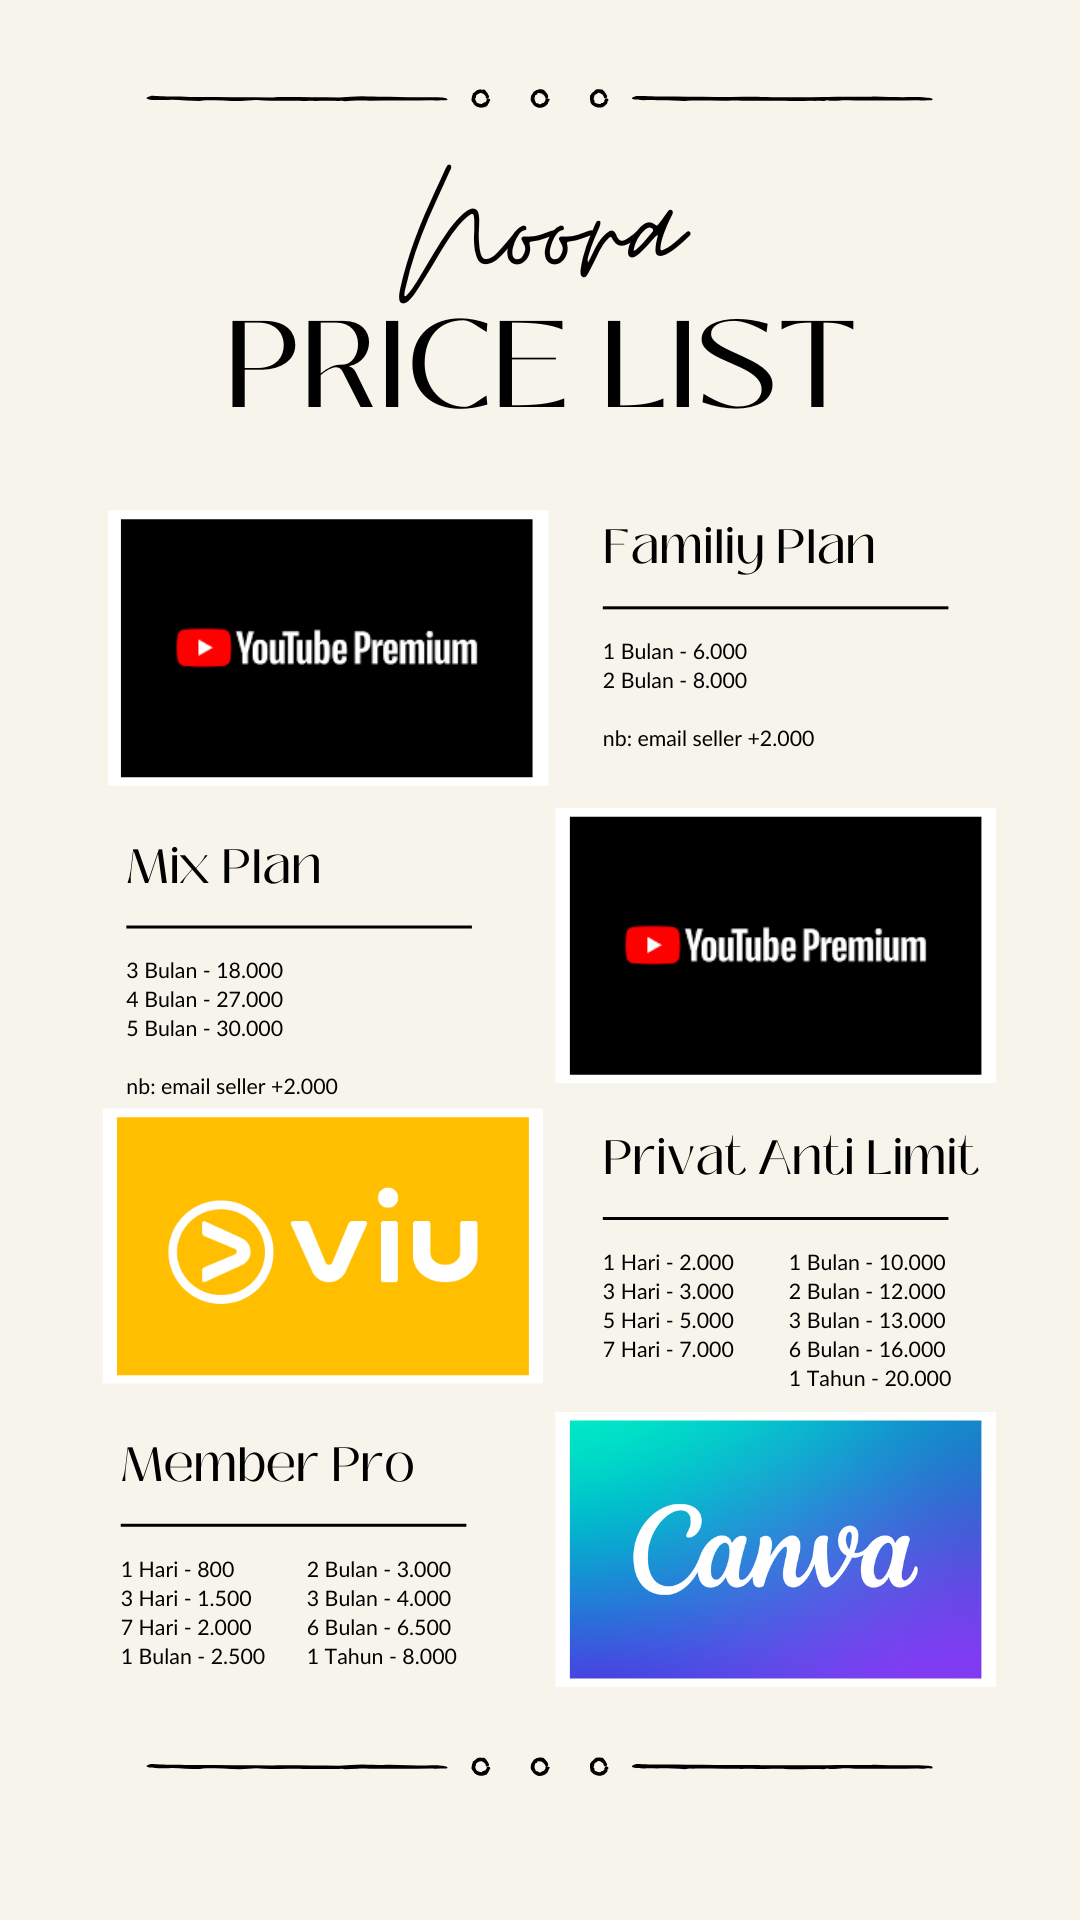 Noord
PRICE LIST
YouTube Premium
Familiy Plan
1 Bulan - 6.000
2 Bulan - 8.000
nb: email seller +2.000
Mix Plan
3 Bulan - 18.000
4 Bulan - 27.000
5 Bulan - 30.000
nb: email seller +2.000
YouTube Premium
viu
Privat Anti Limit
1 Hari - 2.000
3 Hari - 3.000
5 Hari - 5.000
7 Hari - 7.000
1 Bulan - 10.000
2 Bulan - 12.000
3 Bulan - 13.000
6 Bulan - 16.000
1 Tahun - 20.000
Member Pro
1 Hari - 800
3 Hari - 1.500
7 Hari - 2.000
1 Bulan - 2.500
2 Bulan - 3.000
3 Bulan - 4.000
6 Bulan - 6.500
1 Tahun - 8.000
Canva